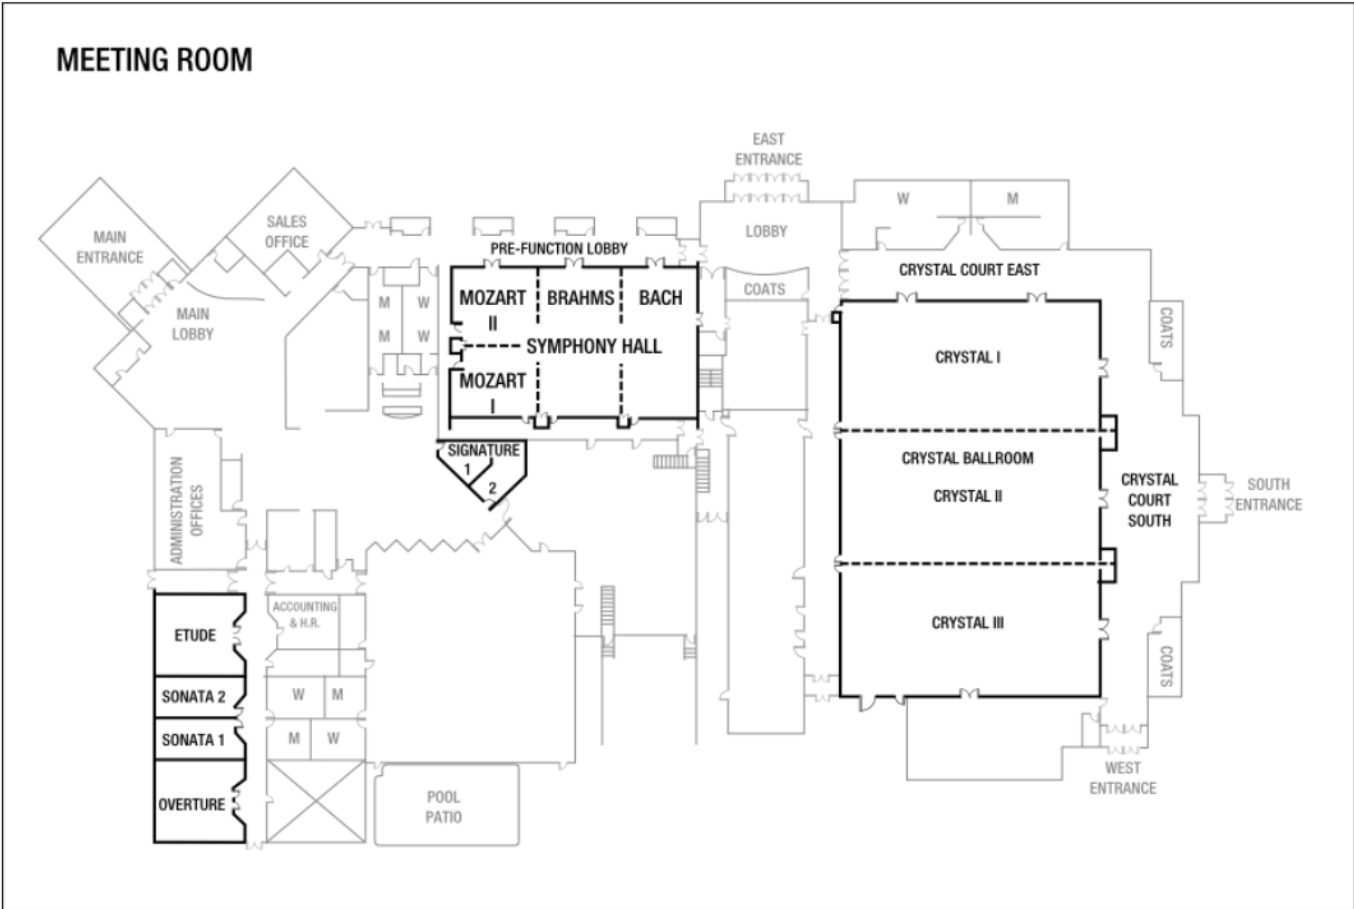 MEETING ROOM
EAST
ENTRANCE
MAIN
ENTRANCE
SALES
OFFICE
PRE-FUNCTION LOBBY
LOBBY
W
M
CRYSTAL COURT EAST
MAIN
LOBBY
M
W
M
W
MOZART
II
BRAHMS
BACH
SYMPHONY HALL
MOZART
I
COATS
COATS
CRYSTAL I
CRYSTAL BALLROOM
CRYSTAL II
CRYSTAL III
CRYSTAL
COURT
SOUTH
SOUTH
ENTRANCE
SIGNATURE
1
2
ADMINISTRATION
OFFICES
ACCOUNTING
& H.R.
ETUDE
SONATA 2
SONATA 1
OVERTURE
W
M
M
W
POOL
PATIO
COATS
WEST
ENTRANCE